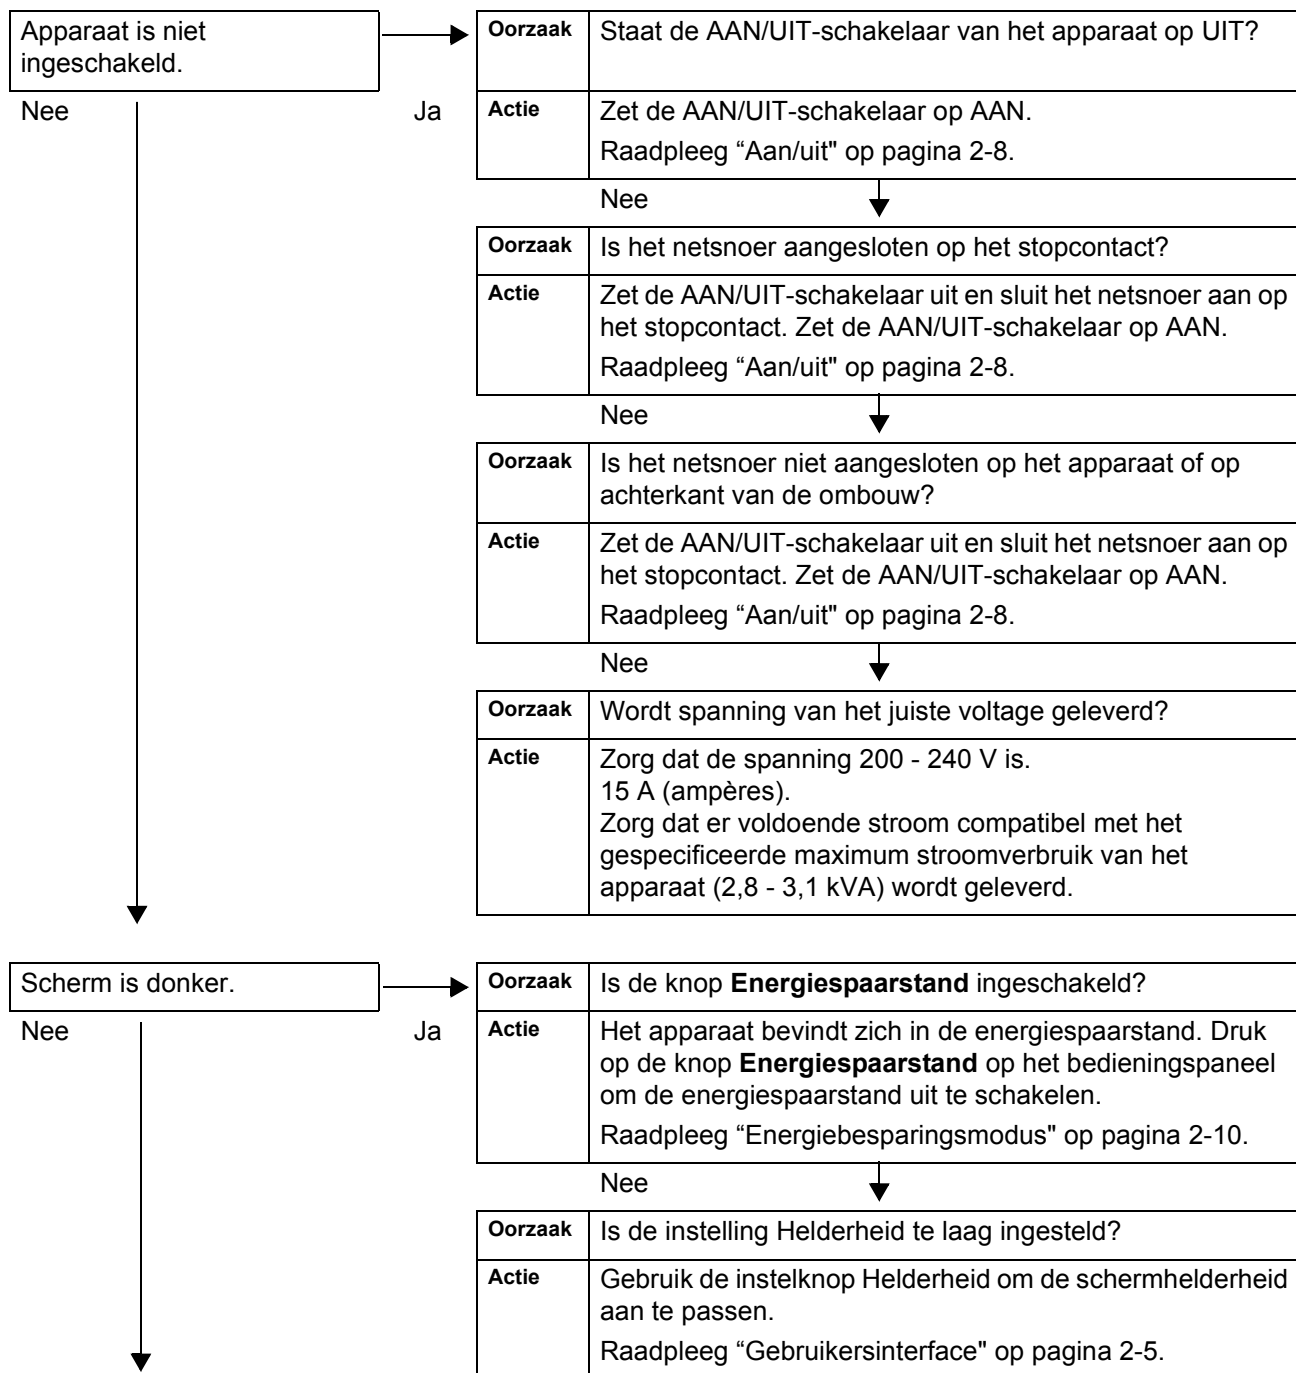 Apparaat is niet
ingeschakeld.
Nee
Ja
Oorzaak Staat de AAN/UIT-schakelaar van het apparaat op UIT?
Actie Zet de AAN/UIT-schakelaar op AAN.
Raadpleeg “Aan/uit" op pagina 2-8.
Nee
Oorzaak Is het netsnoer aangesloten op het stopcontact?
Actie Zet de AAN/UIT-schakelaar uit en sluit het netsnoer aan op
het stopcontact. Zet de AAN/UIT-schakelaar op AAN.
Raadpleeg “Aan/uit" op pagina 2-8.
Nee
Oorzaak Is het netsnoer niet aangesloten op het apparaat of op
achterkant van de ombouw?
Actie Zet de AAN/UIT-schakelaar uit en sluit het netsnoer aan op
het stopcontact. Zet de AAN/UIT-schakelaar op AAN.
Raadpleeg “Aan/uit" op pagina 2-8.
Nee
Oorzaak Wordt spanning van het juiste voltage geleverd?
Actie Zorg dat de spanning 200 - 240 V is.
15 A (ampères).
Zorg dat er voldoende stroom compatibel met het
gespecificeerde maximum stroomverbruik van het
apparaat (2,8 - 3,1 kVA) wordt geleverd.
Scherm is donker.
Nee
Ja
Oorzaak Is de knop Energiespaarstand ingeschakeld?
Actie Het apparaat bevindt zich in de energiespaarstand. Druk
op de knop Energiespaarstand op het bedieningspaneel
om de energiespaarstand uit te schakelen.
Raadpleeg “Energiebesparingsmodus" op pagina 2-10.
Nee
Oorzaak Is de instelling Helderheid te laag ingesteld?
Actie Gebruik de instelknop Helderheid om de schermhelderheid
aan te passen.
Raadpleeg “Gebruikersinterface" op pagina 2-5.